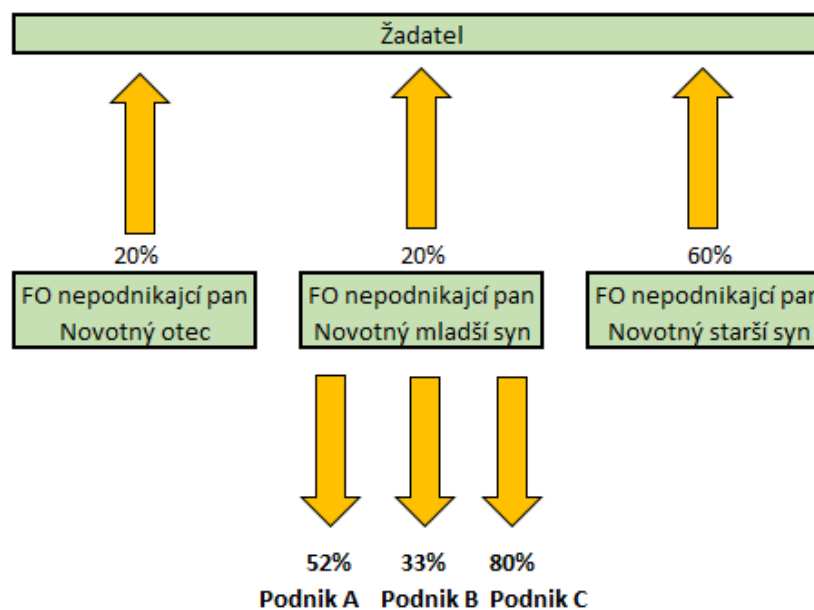 Žadatel
20% 20% 60%
FO nepodnikajcí pan FO nepodnikajcí pan FO nepodnikajcí pan
Novotný otec Novotný mladší syn Novotný starší syn
52% 33% 80%
Podnik A Podnik B Podnik C